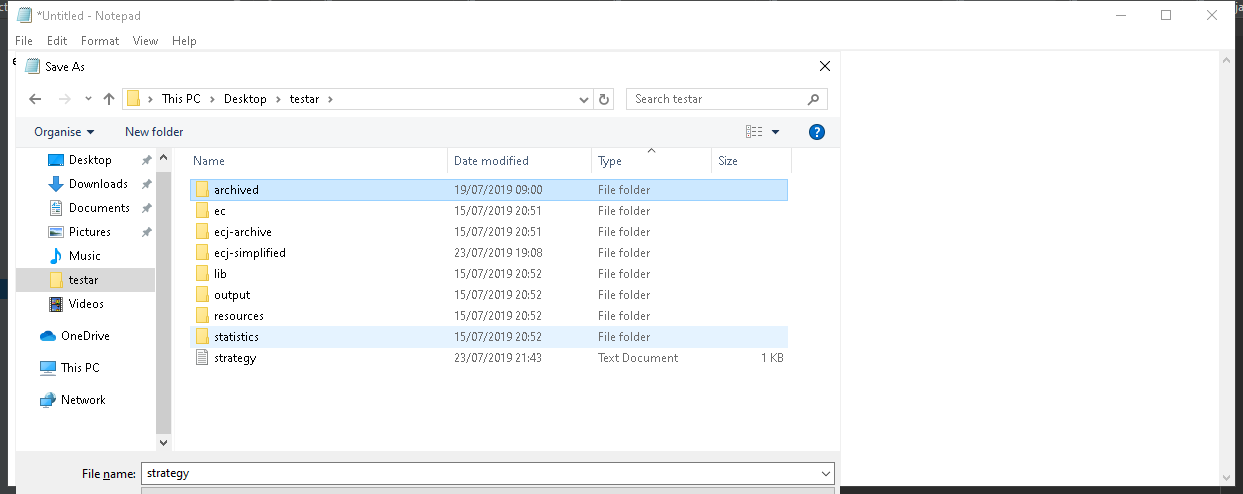 *Untitled - Notepad
File Edit Format View Help
Save As
This PC Desktop testar
Search testar
Organise New folder
Name Date modified Type Size
Desktop
Downloads
Documents
Pictures
Music
testar
Videos
OneDrive
This PC
Network
archived 19/07/2019 09:00 File folder
ec 15/07/2019 20:51 File folder
ecj-archive 15/07/2019 20:51 File folder
ecj-simplified 23/07/2019 19:08 File folder
lib 15/07/2019 20:52 File folder
output 15/07/2019 20:52 File folder
resources 15/07/2019 20:52 File folder
statistics 15/07/2019 20:52 File folder
strategy 23/07/2019 21:43 Text Document 1 KB
File name: strategy